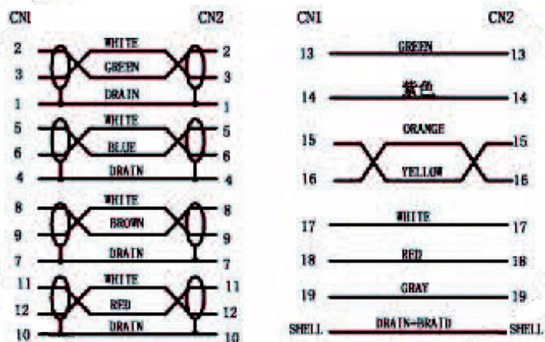 CN1 CN2
2 WHITE 2
3 GREEN 3
1 DRAIN 1
5 WHITE 5
6 BLUE 6
4 DRAIN 4
8 WHITE 8
9 BROWN 9
7 DRAIN 7
11 WHITE 11
12 RED 12
10 DRAIN 10
CN1 CN2
13 GREEN 13
14 紫色 14
15 ORANGE 15
16 YELLOW 16
17 WHITE 17
18 RED 18
19 GRAY 19
SHELL DRAIN+BRAID SHELL